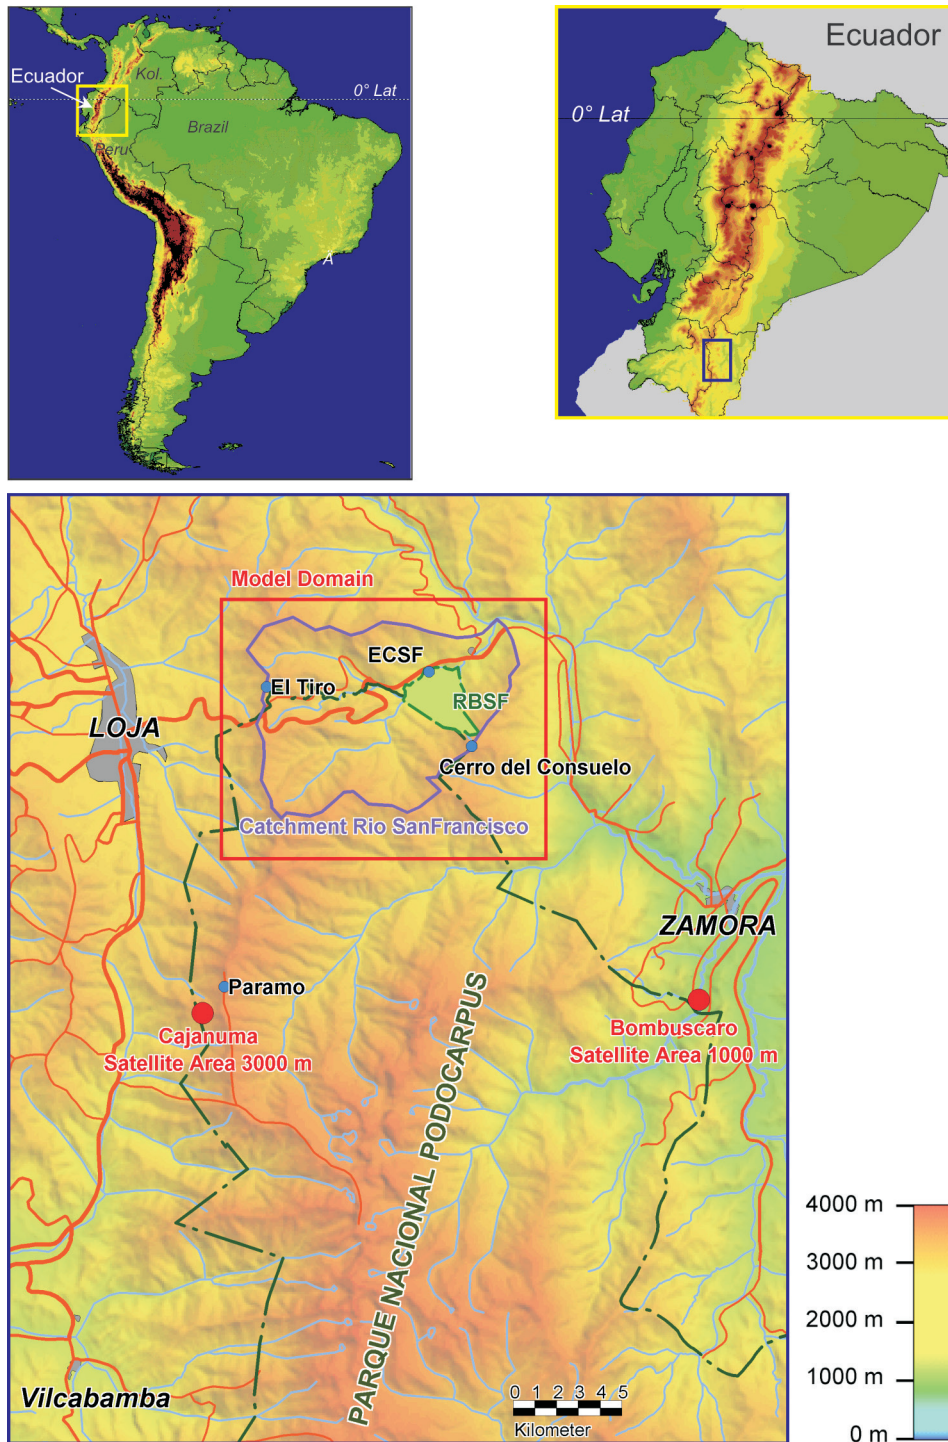 Ecuador
Kol.
0° Lat
Brazil
Peru
A
Ecuador
0° Lat
Model Domain
ECSF
El Tiro
RBSF
LOJA
Cerro del Consuelo
Catchment Rio SanFrancisco
ZAMORA
Paramo
Cajanuma
Satellite Area 3000 m
Bombuscaro
Satellite Area 1000 m
PARQUE NACIONAL PODOCARPUS
Vilcabamba
0 1 2 3 4 5
Kilometer
4000 m
3000 m
2000 m
1000 m
0 m